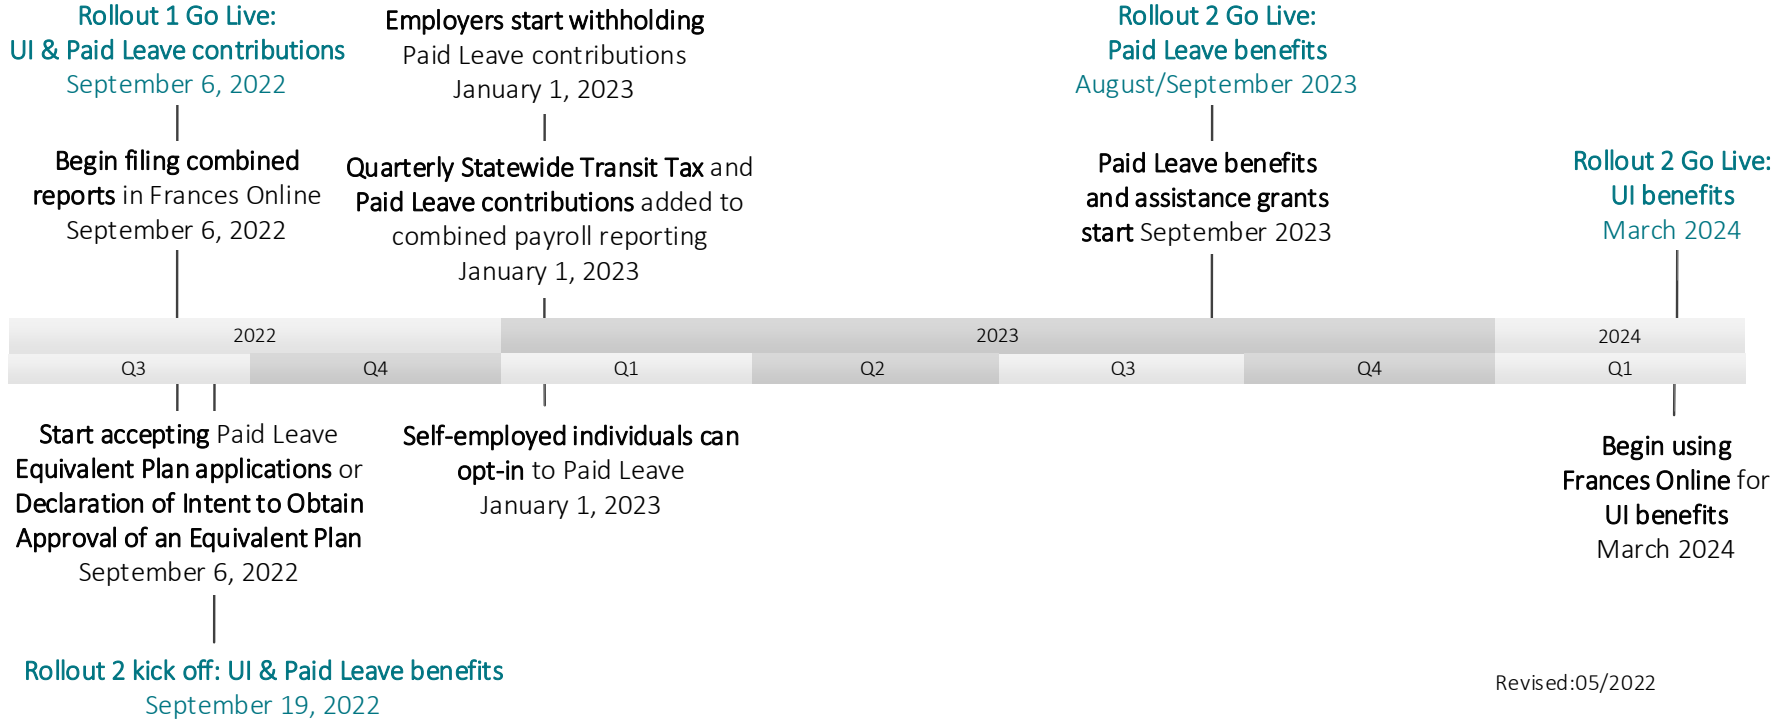 Rollout 1 Go Live:
UI & Paid Leave contributions
September 6, 2022
Begin filing combined
reports in Frances Online
September 6, 2022
Employers start withholding
Paid Leave contributions
January 1, 2023
Quarterly Statewide Transit Tax and
Paid Leave contributions added to
combined payroll reporting
January 1, 2023
Rollout 2 Go Live:
Paid Leave benefits
August/September 2023
Paid Leave benefits
and assistance grants
start September 2023
Rollout 2 Go Live:
UI benefits
March 2024
2022 2023 2024
Q3 Q4 Q1 Q2 Q3 Q4 Q1
Start accepting Paid Leave
Equivalent Plan applications or
Declaration of Intent to Obtain
Approval of an Equivalent Plan
September 6, 2022
Rollout 2 kick off: UI & Paid Leave benefits
September 19, 2022
Self-employed individuals can
opt-in to Paid Leave
January 1, 2023
Begin using
Frances Online for
UI benefits
March 2024
Revised:05/2022